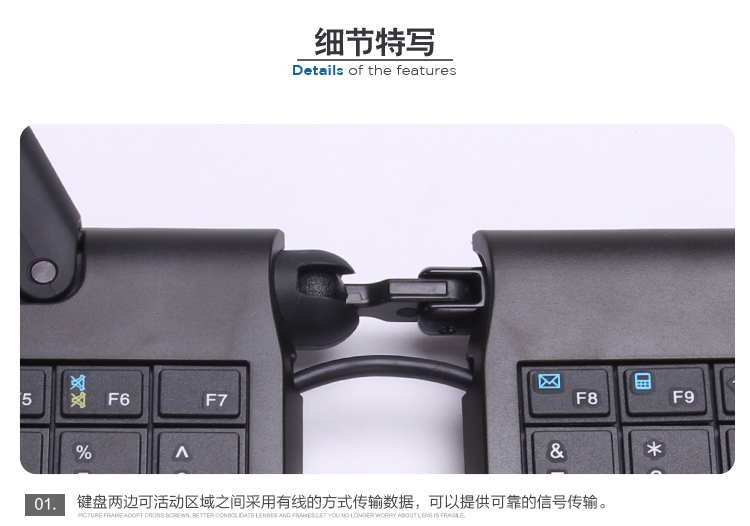 细节特写
Details of the features
5 F6 F7 F8 F9
% ^ & *
01. 键盘两边可活动区域之间采用有线的方式传输数据，可以提供可靠的信号传输。
PICTURE FRAME ADOPT CROSS SCREWS, BETTER CONSOLIDATE LENSES AND FRAMES,LET YOU NO LONGER WORRY ABOUT LENS IS FRAGILE.